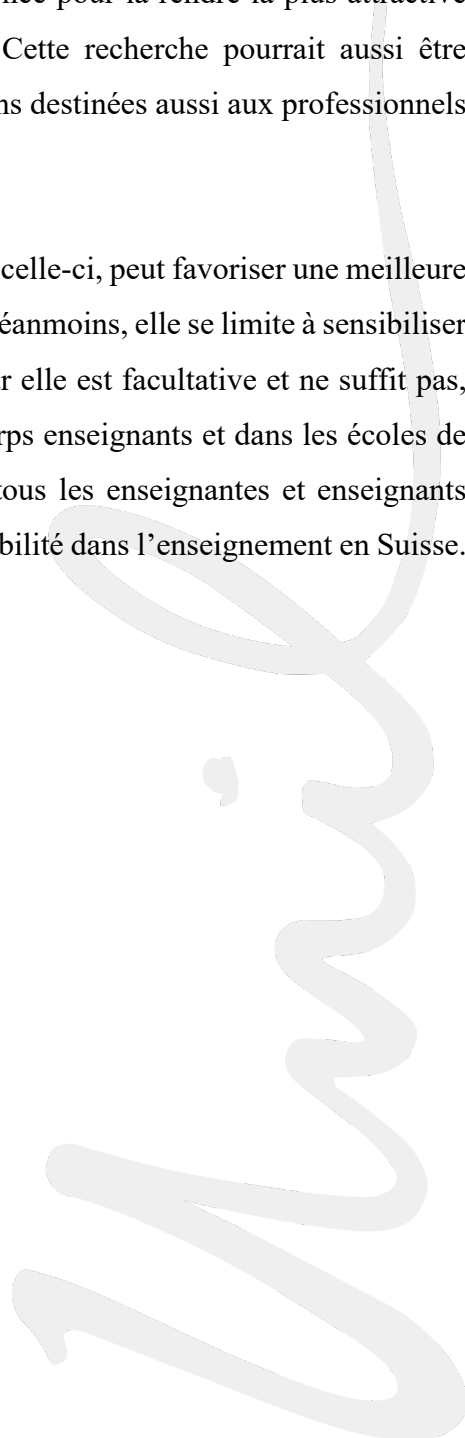 pour la rendre la plus attractive
Cette recherche pourrait aussi être
ns destinées aussi aux professionnels
celle-ci, peut favoriser une meilleure
éanmoins, elle se limite à sensibiliser
r elle est facultative et ne suffit pas,
rps enseignants et dans les écoles de
tous les enseignantes et enseignants
bilité dans l’enseignement en Suisse.
Unil